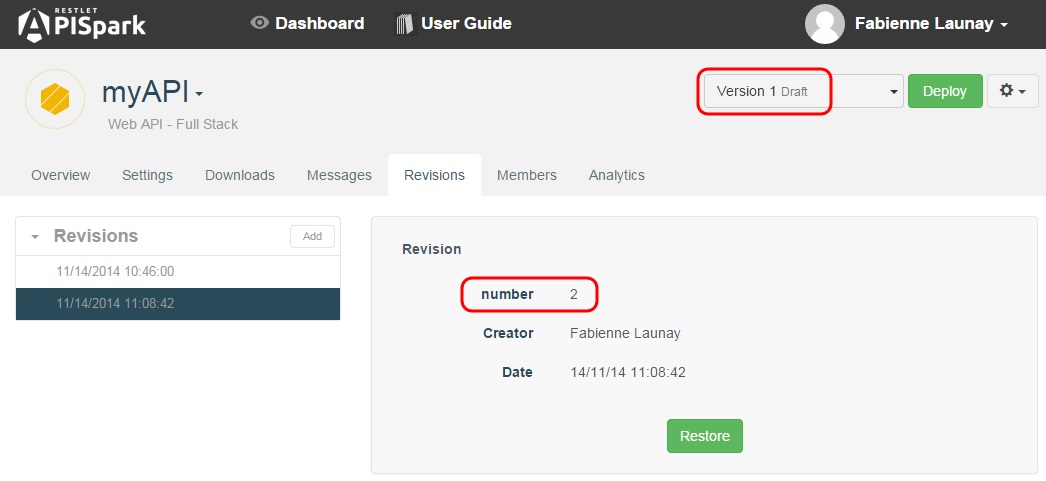 RESTLET
APISpark
Dashboard
User Guide
Fabienne Launay
myAPI
Web API - Full Stack
Version 1 Draft
Deploy
Overview
Settings
Downloads
Messages
Revisions
Members
Analytics
Revisions
Add
11/14/2014 10:46:00
11/14/2014 11:08:42
Revision
number 2
Creator Fabienne Launay
Date 14/11/14 11:08:42
Restore